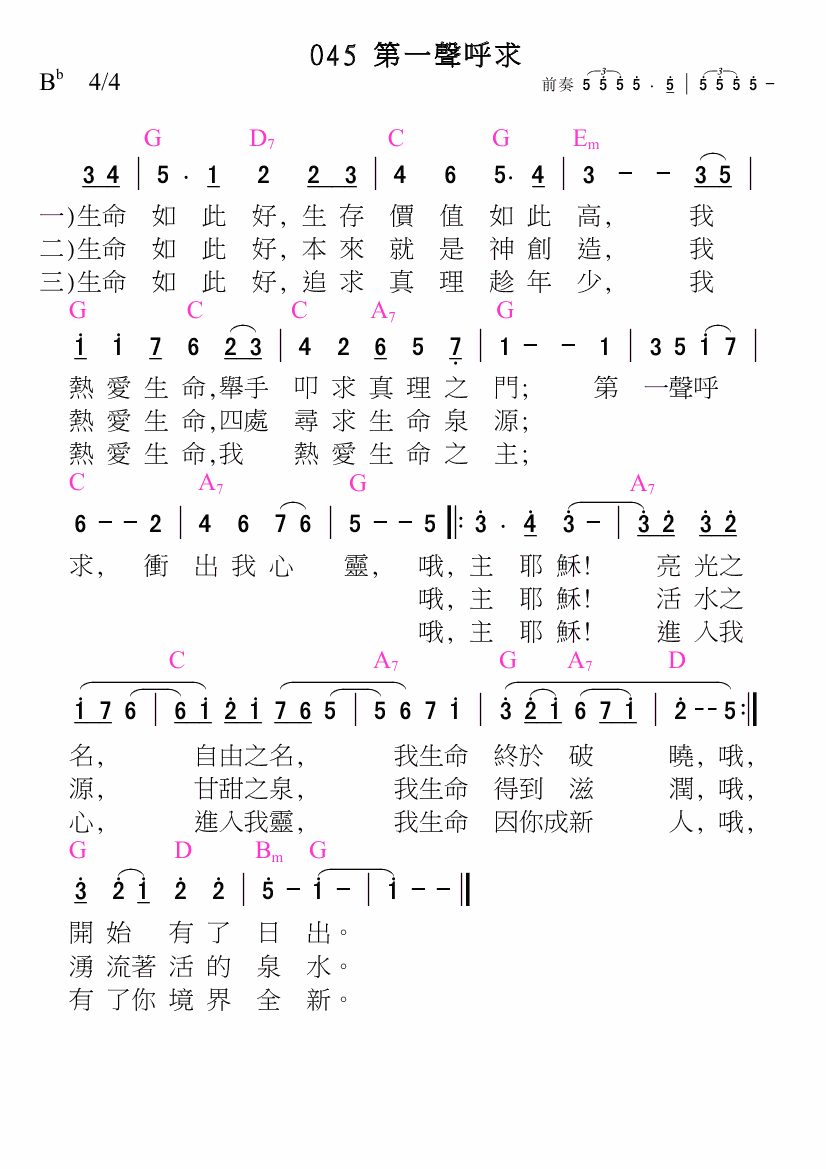 045 第一聲呼求
B♭ 4/4 前奏 5 5 5 5 . 5 | 5 5 5 5 –
G D7 C G Em
3 4 | 5 . 1 2 2 3 | 4 6 5. 4 | 3 – – 3 5 |
一)生命 如 此 好, 生 存 價 值 如 此 高, 我
二)生命 如 此 好, 本 來 就 是 神 創 造, 我
三)生命 如 此 好, 追 求 真 理 趁 年 少, 我
G C C A7 G
1 1 7 6 2 3 | 4 2 6 5 7 | 1 – – 1 | 3 5 1 7 |
熱 愛 生 命,舉手 叩 求 真 理 之 門; 第 一聲呼
熱 愛 生 命,四處 尋 求 生 命 泉 源;
熱 愛 生 命,我 熱 愛 生 命 之 主;
C A7 G A7
6 – – 2 | 4 6 7 6 | 5 – – 5 |: 3 . 4 3 – | 3 2 3 2
求, 衝 出 我 心 靈, 哦, 主 耶 穌! 亮 光之
哦, 主 耶 穌! 活 水之
哦, 主 耶 穌! 進 入我
C A7 G A7 D
1 7 6 | 6 1 2 1 7 6 5 | 5 6 7 1 | 3 2 1 6 7 1 | 2 – – 5 :|
名, 自由之名, 我生命 終於 破 曉, 哦,
源, 甘甜之泉, 我生命 得到 滋 潤, 哦,
心, 進入我靈, 我生命 因你成新 人, 哦,
G D Bm G
3 2 1 2 2 | 5 – 1 – | 1 – – ||
開 始 有 了 日 出。
湧 流著 活 的 泉 水。
有 了你 境 界 全 新。